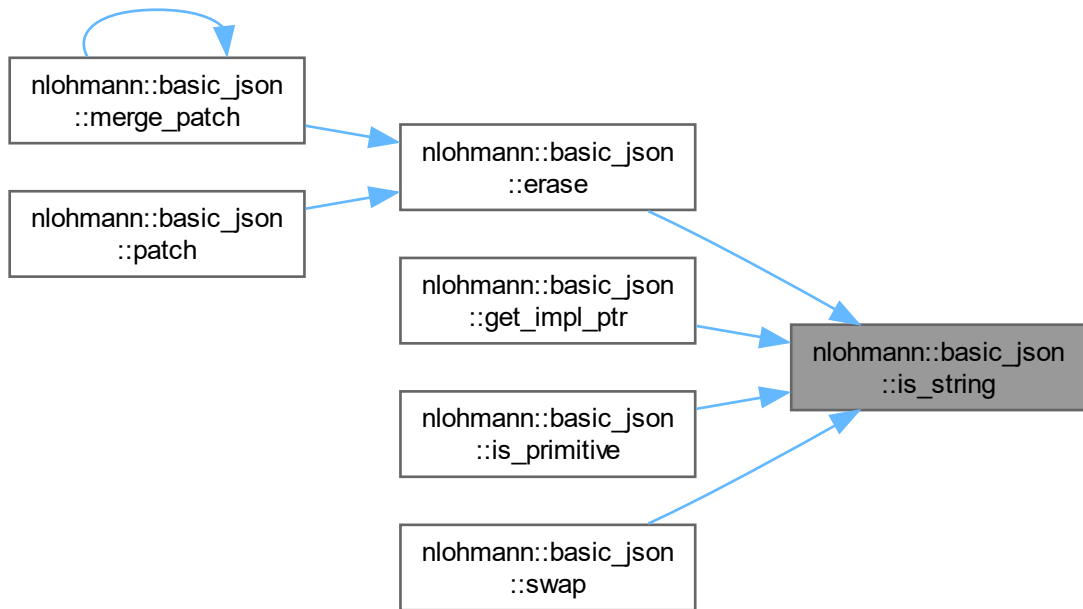 nlohmann::basic_json
::merge_patch
nlohmann::basic_json
::patch
nlohmann::basic_json
::erase
nlohmann::basic_json
::get_impl_ptr
nlohmann::basic_json
::is_primitive
nlohmann::basic_json
::swap
nlohmann::basic_json
::is_string